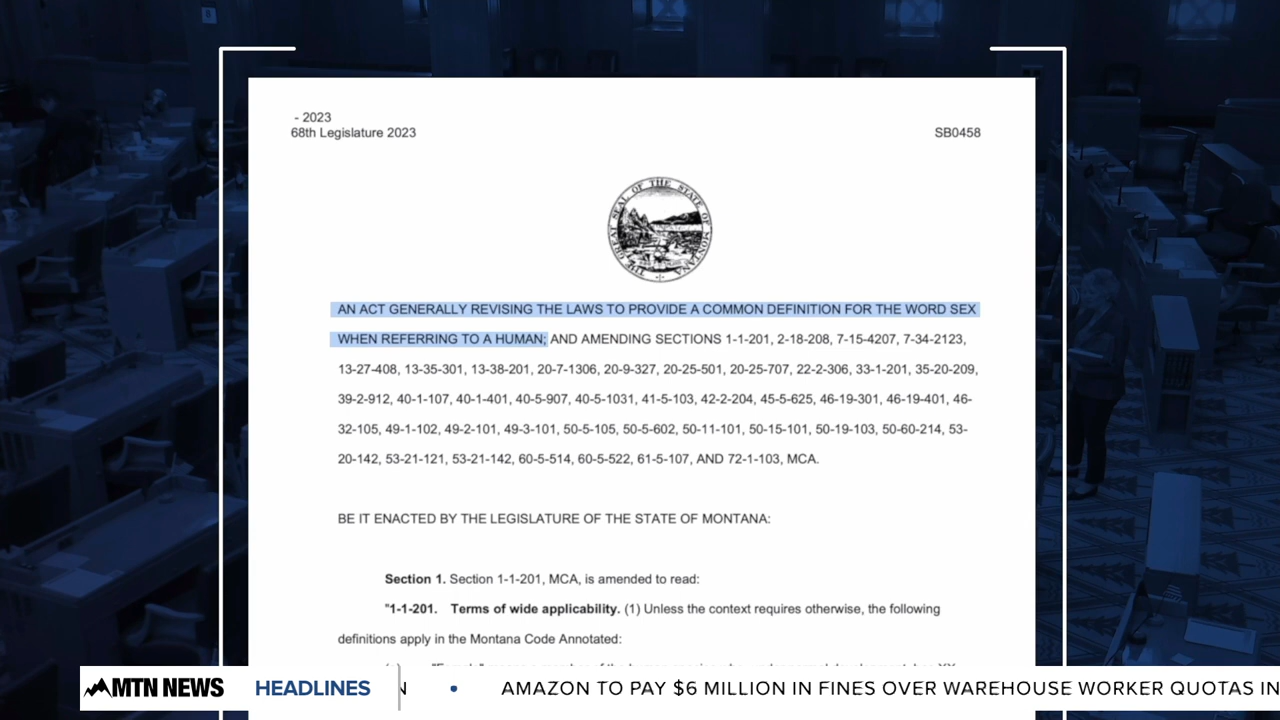 - 2023
68th Legislature 2023
SB0458
THE GREAT SEAL OF THE STATE OF MONTANA
AN ACT GENERALLY REVISING THE LAWS TO PROVIDE A COMMON DEFINITION FOR THE WORD SEX
WHEN REFERRING TO A HUMAN; AND AMENDING SECTIONS 1-1-201, 2-18-208, 7-15-4207, 7-34-2123,
13-27-408, 13-35-301, 13-38-201, 20-7-1306, 20-9-327, 20-25-501, 20-25-707, 22-2-306, 33-1-201, 35-20-209,
39-2-912, 40-1-107, 40-1-401, 40-5-907, 40-5-1031, 41-5-103, 42-2-204, 45-5-625, 46-19-301, 46-19-401, 46-
32-105, 49-1-102, 49-2-101, 49-3-101, 50-5-105, 50-5-602, 50-11-101, 50-15-101, 50-19-103, 50-60-214, 53-
20-142, 53-21-121, 53-21-142, 60-5-514, 60-5-522, 61-5-107, AND 72-1-103, MCA.
BE IT ENACTED BY THE LEGISLATURE OF THE STATE OF MONTANA:
Section 1. Section 1-1-201, MCA, is amended to read:
"1-1-201. Terms of wide applicability. (1) Unless the context requires otherwise, the following
definitions apply in the Montana Code Annotated:
MTN NEWS HEADLINES N • AMAZON TO PAY $6 MILLION IN FINES OVER WAREHOUSE WORKER QUOTAS IN